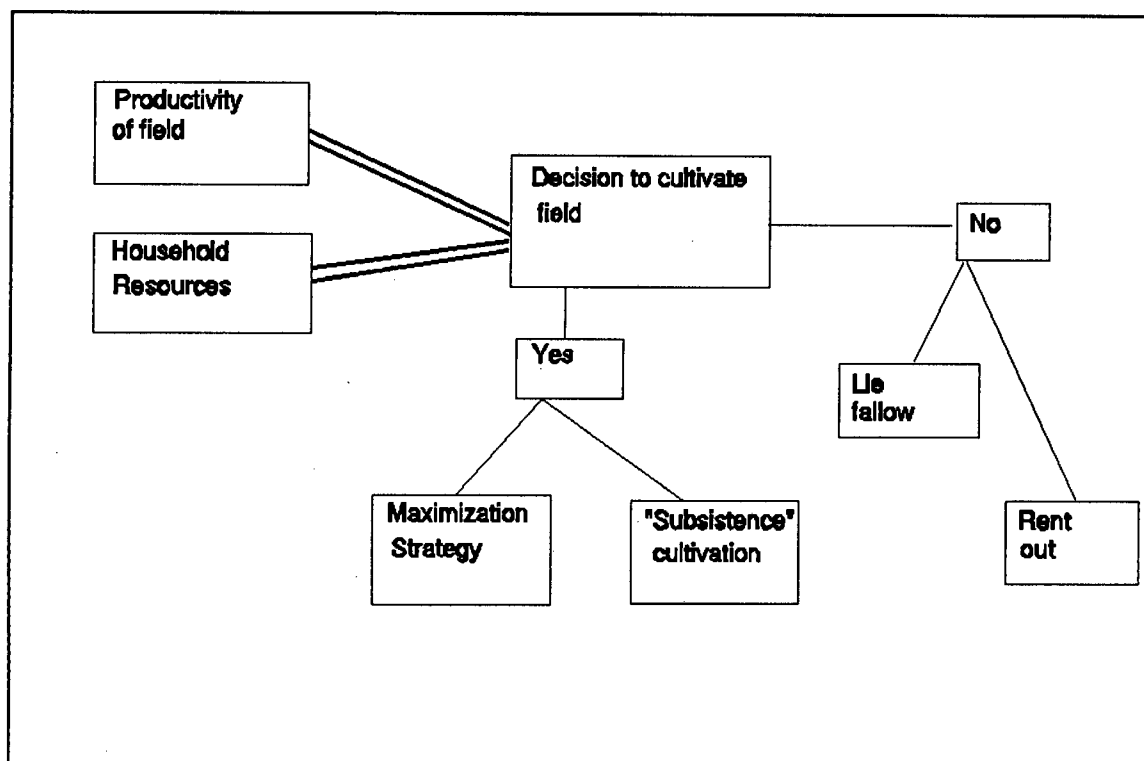 Productivity
of field
Household
Resources
Decision to cultivate
field
No
Yes
Lie
fallow
Maximization
Strategy
"Subsistence"
cultivation
Rent
out